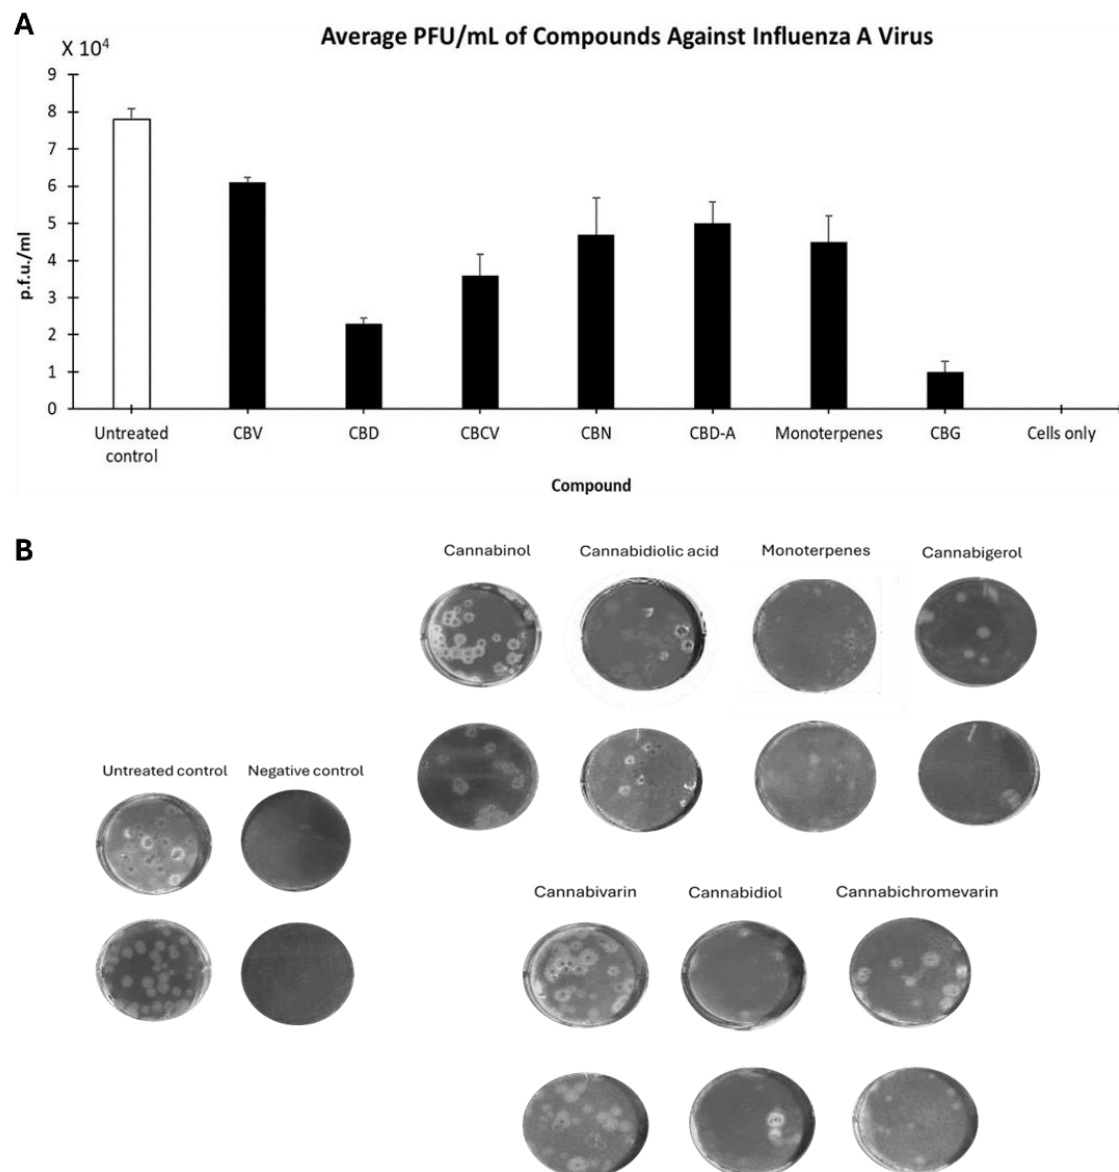 A
X 10⁴
Average PFU/mL of Compounds Against Influenza A Virus
p.f.u./ml
9
8
7
6
5
4
3
2
1
0
Untreated control
CBV
CBD
CBCV
CBN
CBD-A
Monoterpenes
CBG
Cells only
Compound
B
Cannabinol
Cannabidiolic acid
Monoterpenes
Cannabigerol
Untreated control
Negative control
Cannabivarin
Cannabidiol
Cannabichromevarin